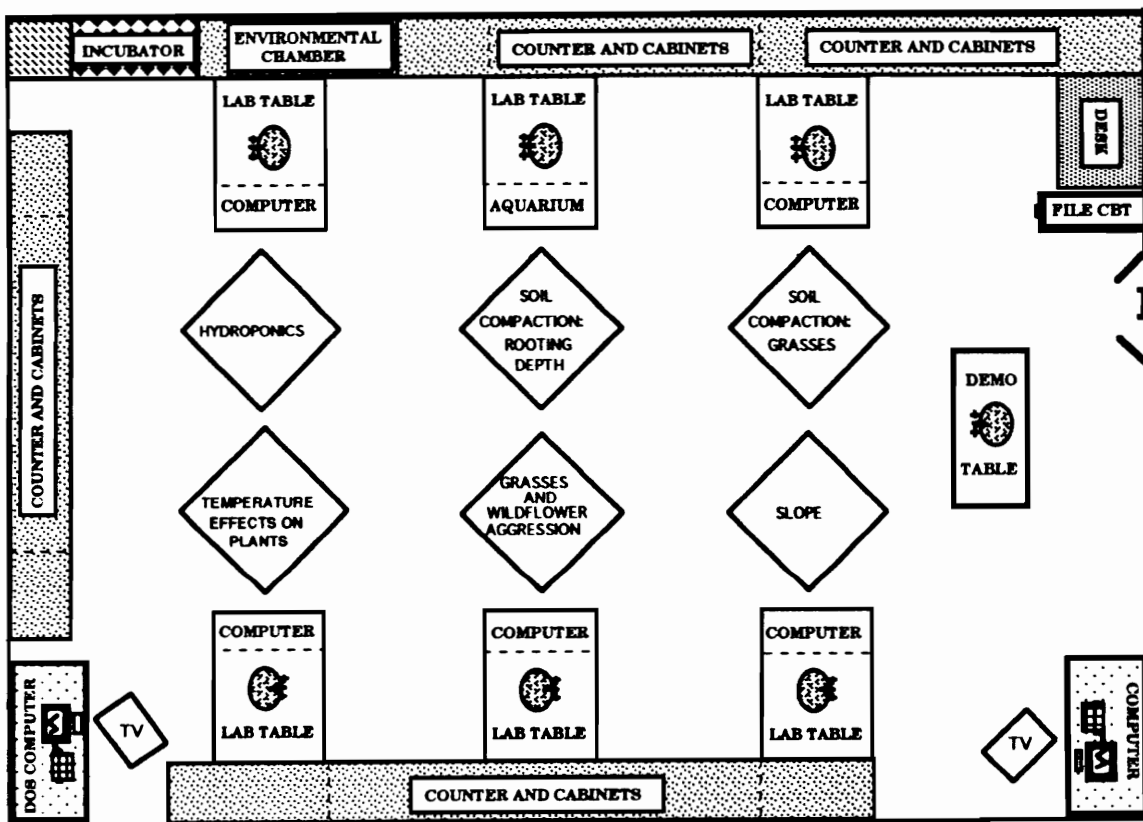 INCUBATOR
ENVIRONMENTAL
CHAMBER
COUNTER AND CABINETS
COUNTER AND CABINETS
LAB TABLE
COMPUTER
LAB TABLE
AQUARIUM
LAB TABLE
COMPUTER
DESK
FILE CBT
COUNTER AND CABINETS
HYDROPONICS
SOIL
COMPACTION:
ROOTING
DEPTH
SOIL
COMPACTION:
GRASSES
DEMO
TABLE
TEMPERATURE
EFFECTS ON
PLANTS
GRASSES
AND
WILDFLOWER
AGGRESSION
SLOPE
COMPUTER
LAB TABLE
COMPUTER
LAB TABLE
COMPUTER
LAB TABLE
DOS COMPUTER
TV
TV
COMPUTER
COUNTER AND CABINETS